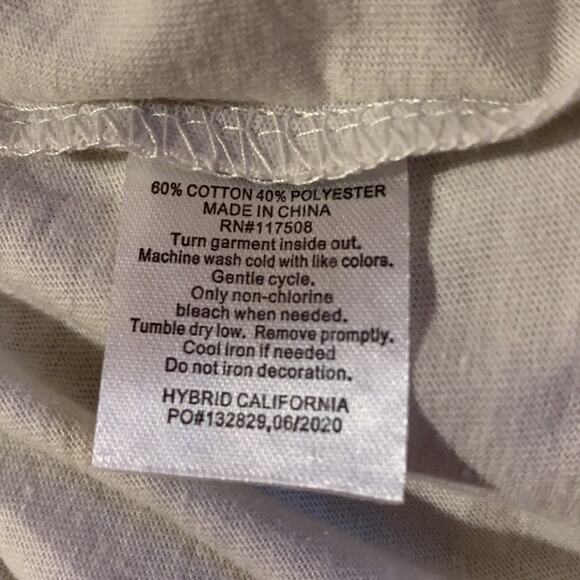 60% COTTON 40% POLYESTER
MADE IN CHINA
RN#117508
Turn garment inside out.
Machine wash cold with like colors.
Gentle cycle.
Only non-chlorine
bleach when needed.
Tumble dry low. Remove promptly.
Cool iron if needed
Do not iron decoration.
HYBRID CALIFORNIA
PO#132829,06/2020